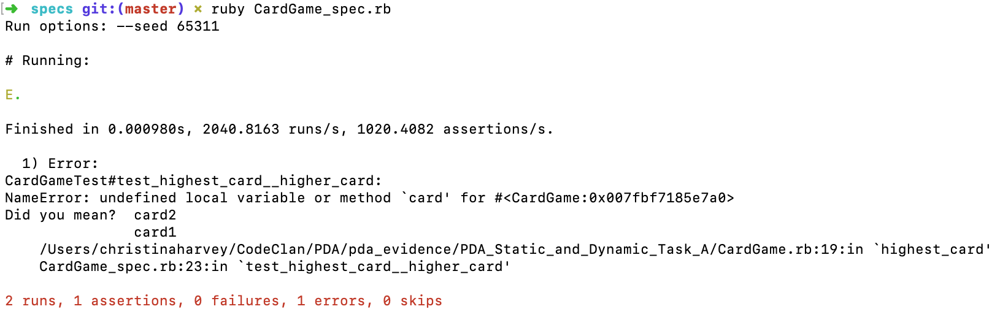 [➜ specs git:(master) × ruby CardGame_spec.rb
Run options: --seed 65311
# Running:
E.
Finished in 0.000980s, 2040.8163 runs/s, 1020.4082 assertions/s.
1) Error:
CardGameTest#test_highest_card__higher_card:
NameError: undefined local variable or method `card' for #<CardGame:0x007fbf7185e7a0>
Did you mean?  card2
card1
/Users/christinaharvey/CodeClan/PDA/pda_evidence/PDA_Static_and_Dynamic_Task_A/CardGame.rb:19:in `highest_card'
CardGame_spec.rb:23:in `test_highest_card__higher_card'
2 runs, 1 assertions, 0 failures, 1 errors, 0 skips